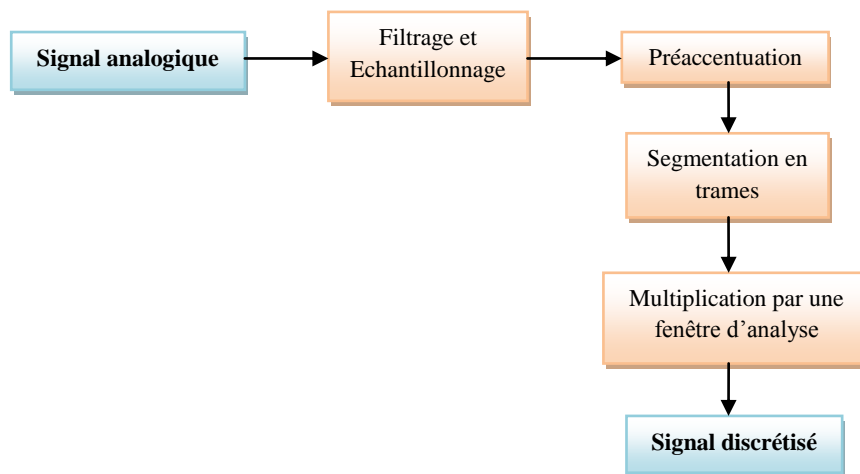 Signal analogique
Filtrage et
Echantillonnage
Préaccentuation
Segmentation en
trames
Multiplication par une
fenêtre d’analyse
Signal discrétisé